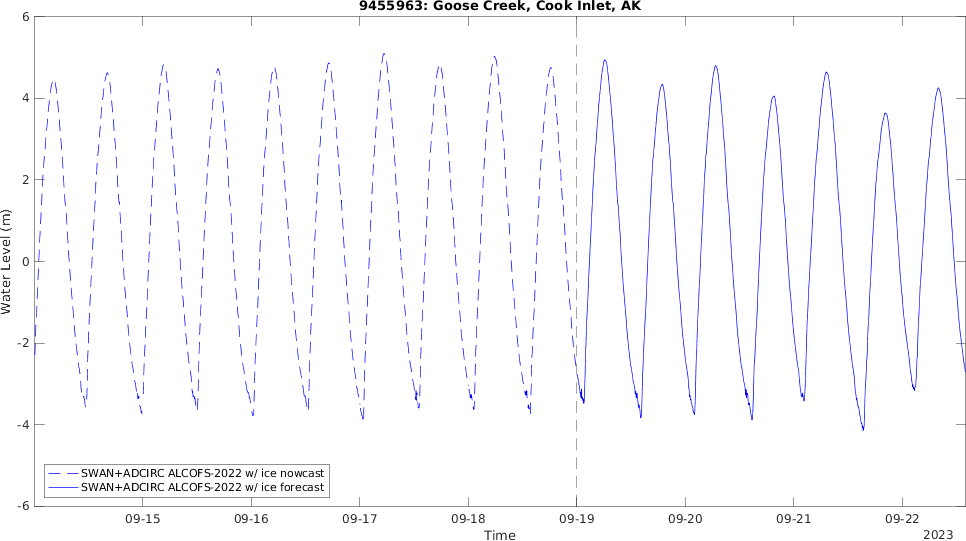 9455963: Goose Creek, Cook Inlet, AK
6
4
2
0
-2
-4
-6
Water Level (m)
SWAN+ADCIRC ALCOFS-2022 w/ ice nowcast
SWAN+ADCIRC ALCOFS-2022 w/ ice forecast
09-15 09-16 09-17 09-18 09-19 09-20 09-21 09-22
Time
2023